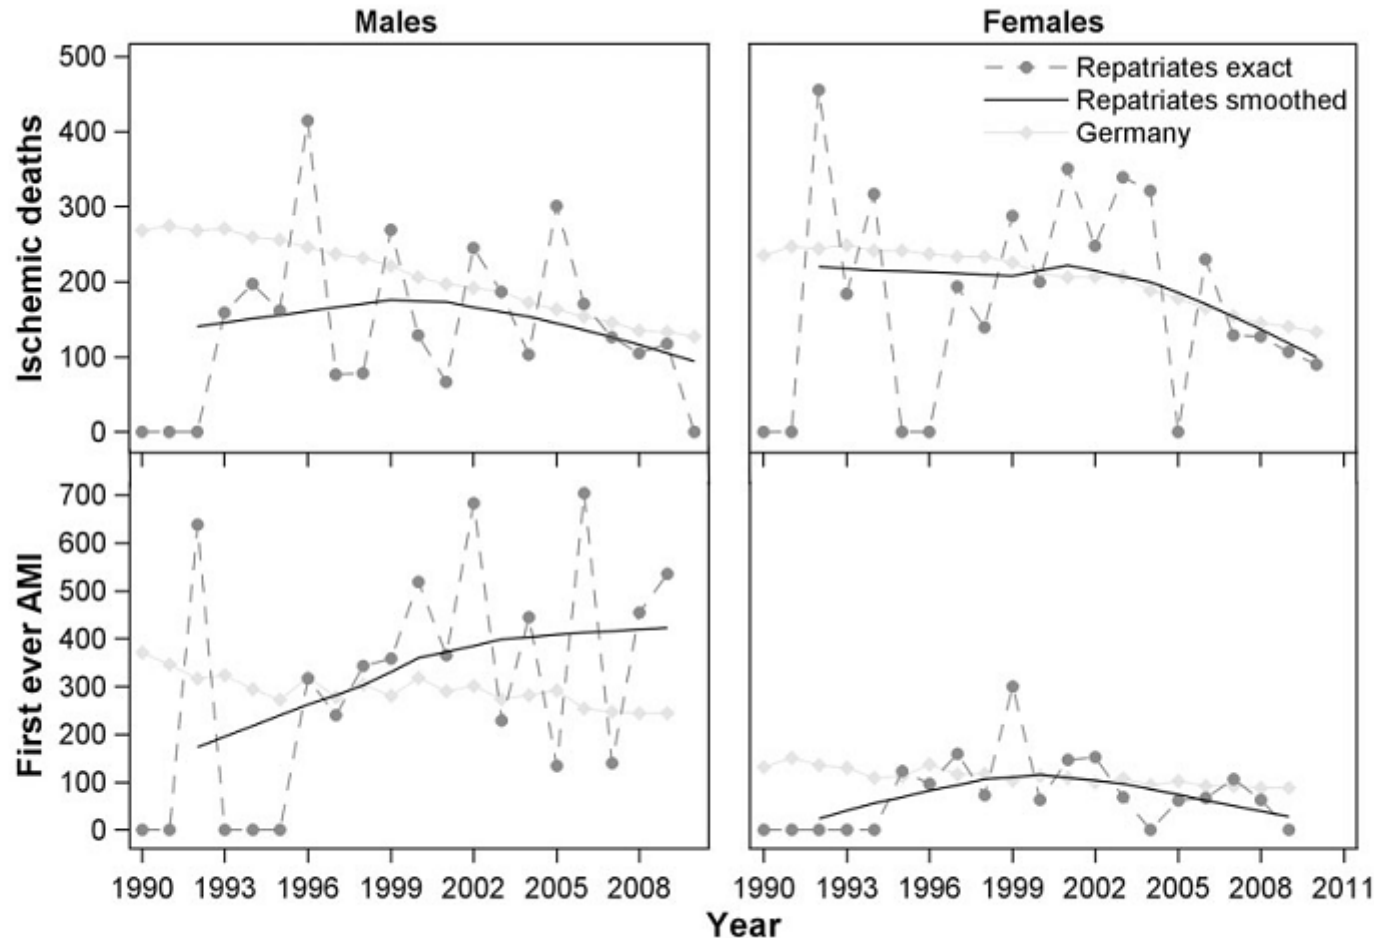 Males
Females
500
400
300
200
100
0
Ischemic deaths
Repatriates exact
Repatriates smoothed
Germany
700
600
500
400
300
200
100
0
First ever AMI
1990 1993 1996 1999 2002 2005 2008
1990 1993 1996 1999 2002 2005 2008 2011
Year